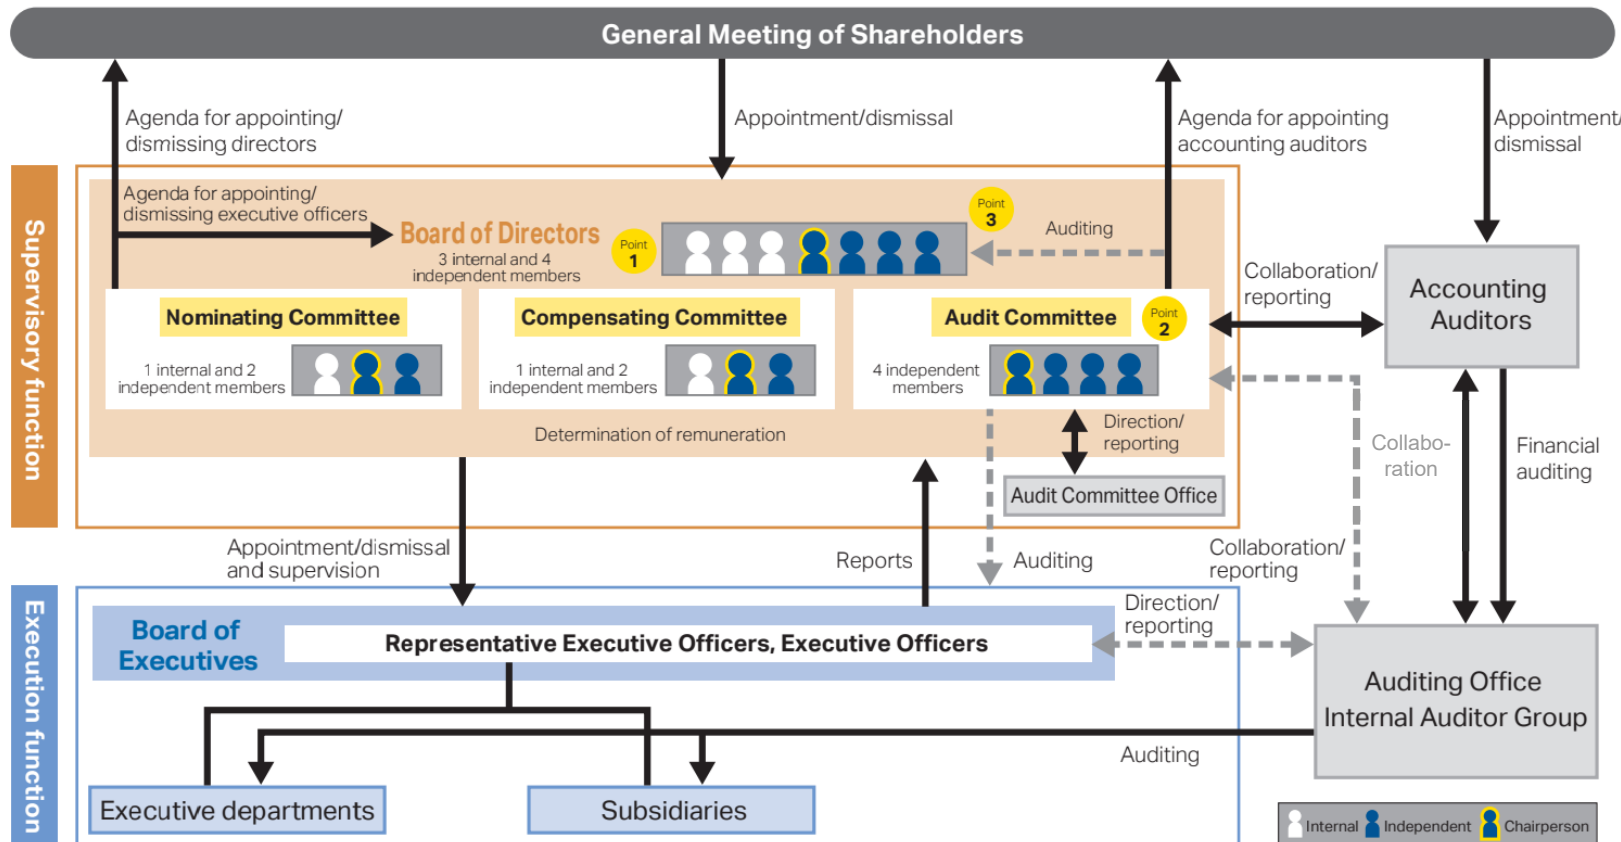 General Meeting of Shareholders
Agenda for appointing/
dismissing directors
Appointment/dismissal
Agenda for appointing
accounting auditors
Appointment/
dismissal
Supervisory function
Agenda for appointing/
dismissing executive officers
Board of Directors
3 internal and 4
independent members
Point
1
Point
3
Auditing
Collaboration/
reporting
Accounting
Auditors
Nominating Committee
1 internal and 2
independent members
Compensating Committee
1 internal and 2
independent members
Audit Committee
Point
2
4 independent
members
Determination of remuneration
Direction/
reporting
Audit Committee Office
Collabo-
ration
Financial
auditing
Appointment/dismissal
and supervision
Reports
Auditing
Collaboration/
reporting
Execution function
Board of
Executives
Representative Executive Officers, Executive Officers
Direction/
reporting
Auditing Office
Internal Auditor Group
Auditing
Executive departments
Subsidiaries
Internal
Independent
Chairperson